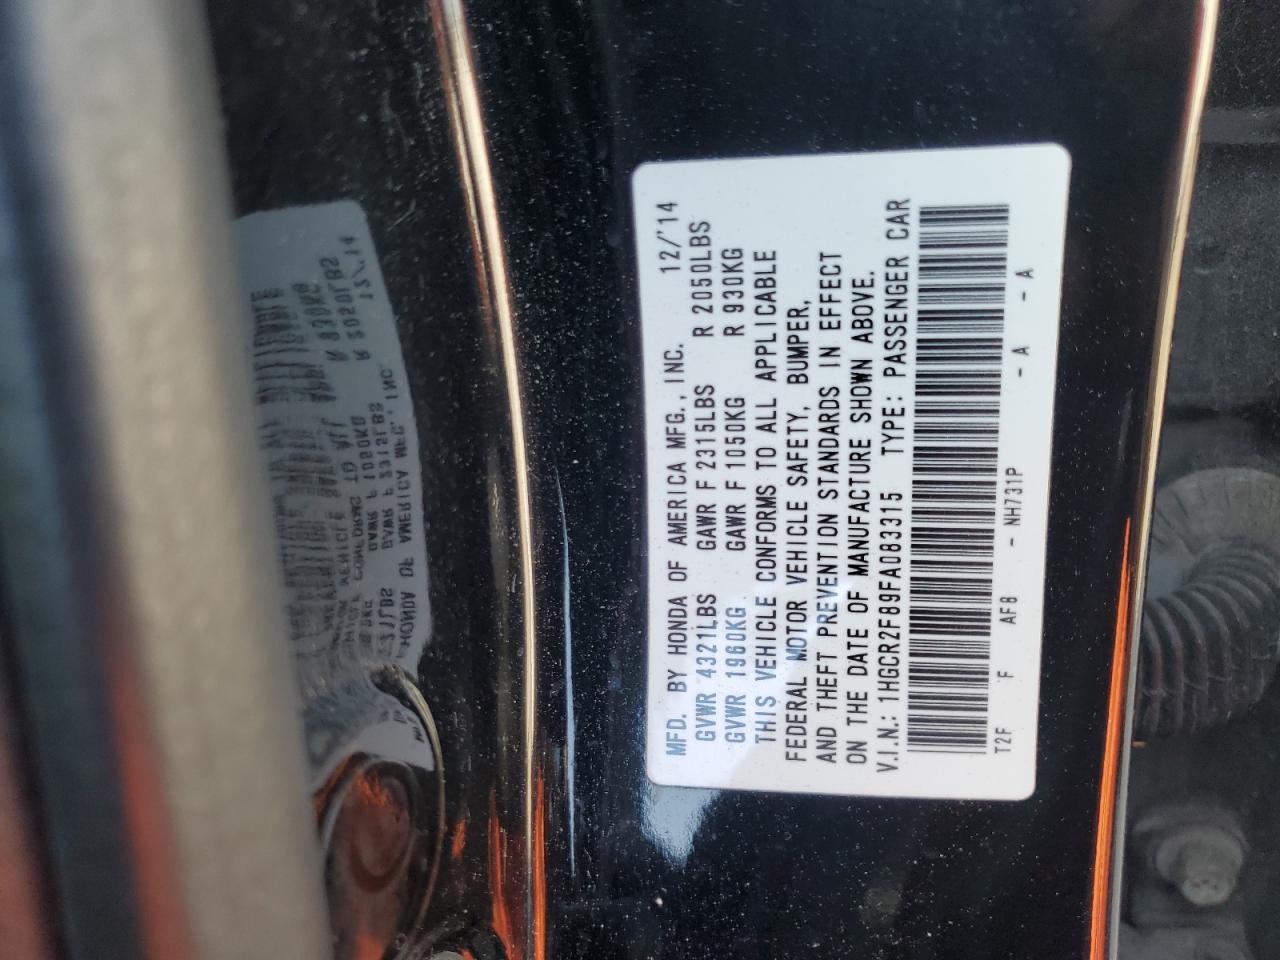 MFD. BY HONDA OF AMERICA MFG., INC. 12/'14
GVWR 4321LBS GAWR F 2315LBS R 2050LBS
GVWR 1960KG GAWR F 1050KG R 930KG
THIS VEHICLE CONFORMS TO ALL APPLICABLE
FEDERAL MOTOR VEHICLE SAFETY, BUMPER,
AND THEFT PREVENTION STANDARDS IN EFFECT
ON THE DATE OF MANUFACTURE SHOWN ABOVE.
V.I.N.: 1HGCR2F89FA083315 TYPE: PASSENGER CAR
T2F F AF8 - NH731P - A - A